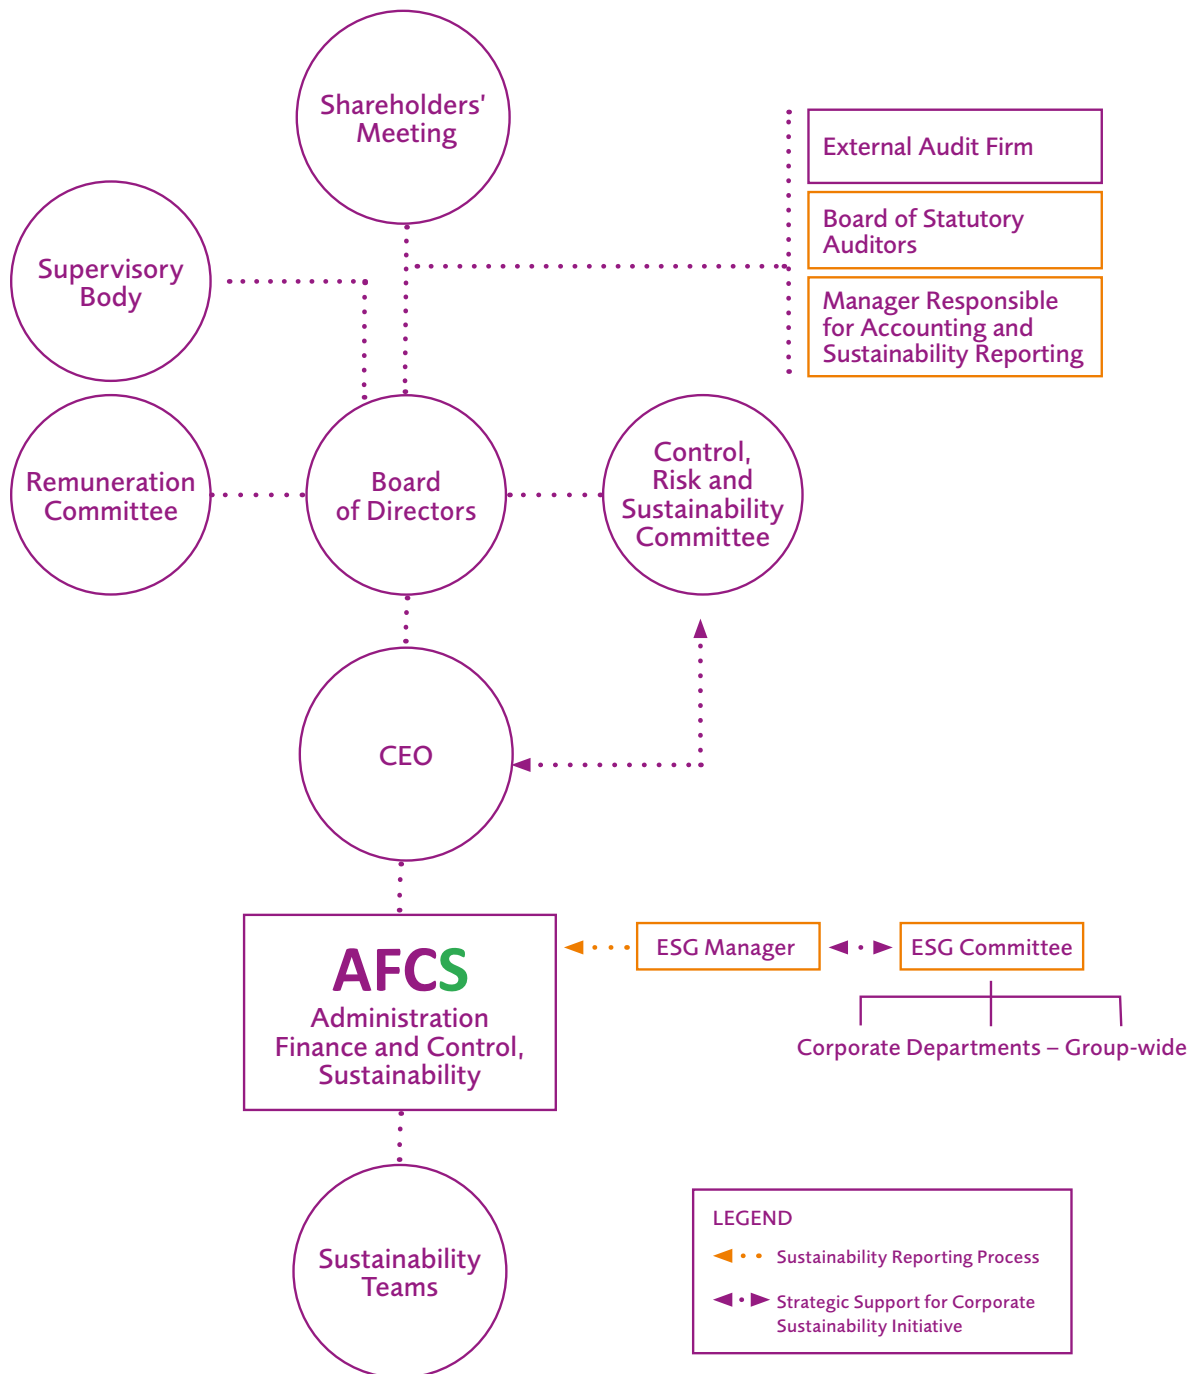 Shareholders'
Meeting
External Audit Firm
Board of Statutory
Auditors
Manager Responsible
for Accounting and
Sustainability Reporting
Supervisory
Body
Remuneration
Committee
Board
of Directors
Control,
Risk and
Sustainability
Committee
CEO
AFCS
Administration
Finance and Control,
Sustainability
ESG Manager
ESG Committee
Corporate Departments – Group-wide
Sustainability
Teams
LEGEND
Sustainability Reporting Process
Strategic Support for Corporate
Sustainability Initiative